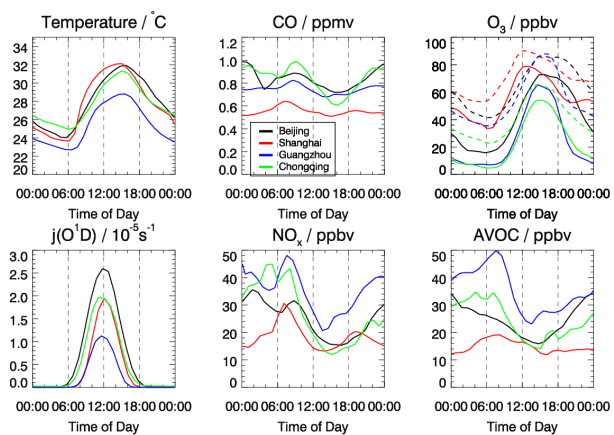 Temperature / °C
CO / ppmv
O3 / ppbv
34
32
30
28
26
24
22
20
1.2
1.0
0.8
0.6
0.4
0.2
0.0
100
80
60
40
20
0
Beijing
Shanghai
Guangzhou
Chongqing
00:00 06:00 12:00 18:00 00:00
00:00 06:00 12:00 18:00 00:00
00:00 06:00 12:00 18:00 00:00
Time of Day
Time of Day
Time of Day
j(O1D) / 10-5s-1
NOx / ppbv
AVOC / ppbv
3.0
2.5
2.0
1.5
1.0
0.5
0.0
50
40
30
20
10
0
50
40
30
20
10
0
00:00 06:00 12:00 18:00 00:00
00:00 06:00 12:00 18:00 00:00
00:00 06:00 12:00 18:00 00:00
Time of Day
Time of Day
Time of Day